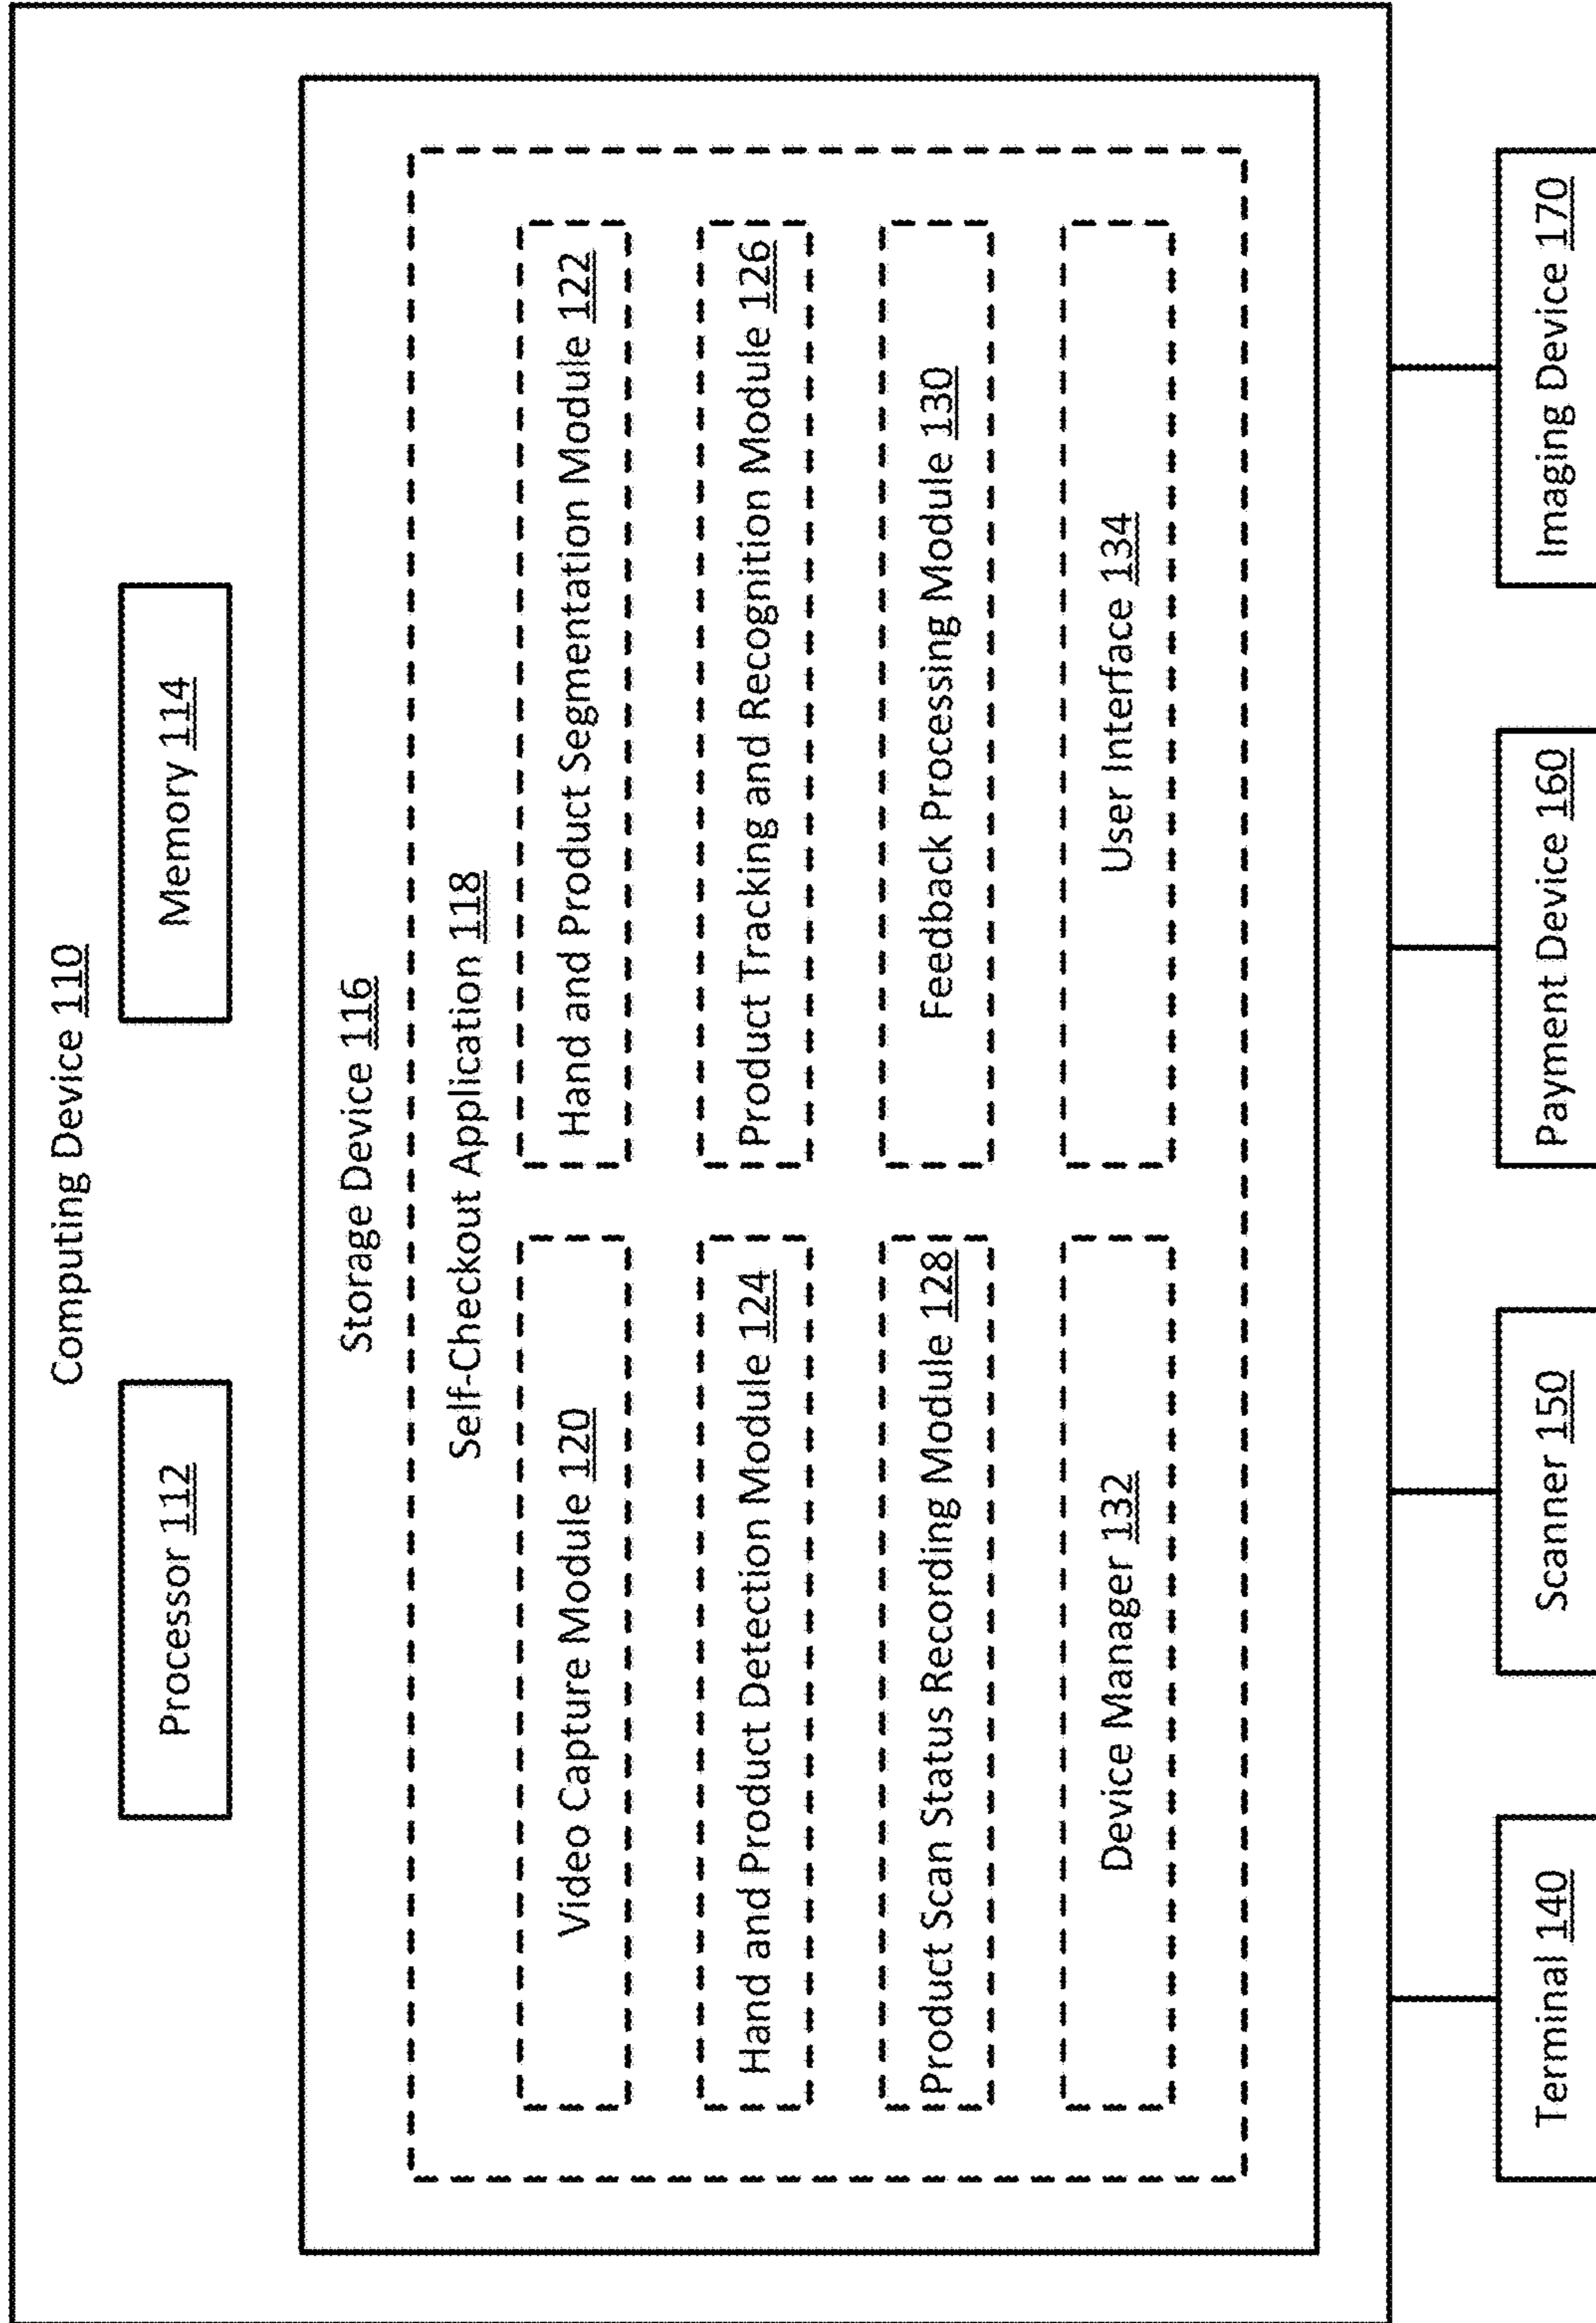 Computing Device 110
Processor 112
Memory 114
Storage Device 116
Self-Checkout Application 118
Video Capture Module 120
Hand and Product Segmentation Module 122
Hand and Product Detection Module 124
Product Tracking and Recognition Module 126
Product Scan Status Recording Module 128
Feedback Processing Module 130
Device Manager 132
User Interface 134
Terminal 140
Scanner 150
Payment Device 160
Imaging Device 170